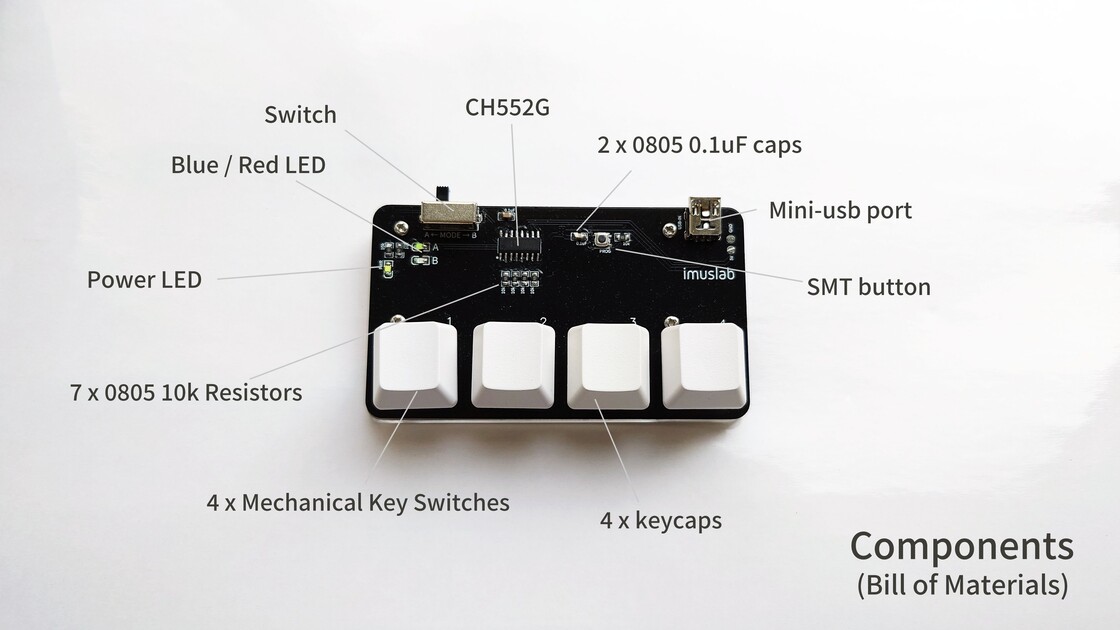 Switch
CH552G
2 x 0805 0.1uF caps
Blue / Red LED
Mini-usb port
Power LED
SMT button
7 x 0805 10k Resistors
4 x Mechanical Key Switches
4 x keycaps
Components
(Bill of Materials)
A ← MODE → B
A
B
PROG
imuslab
1
2
3
4